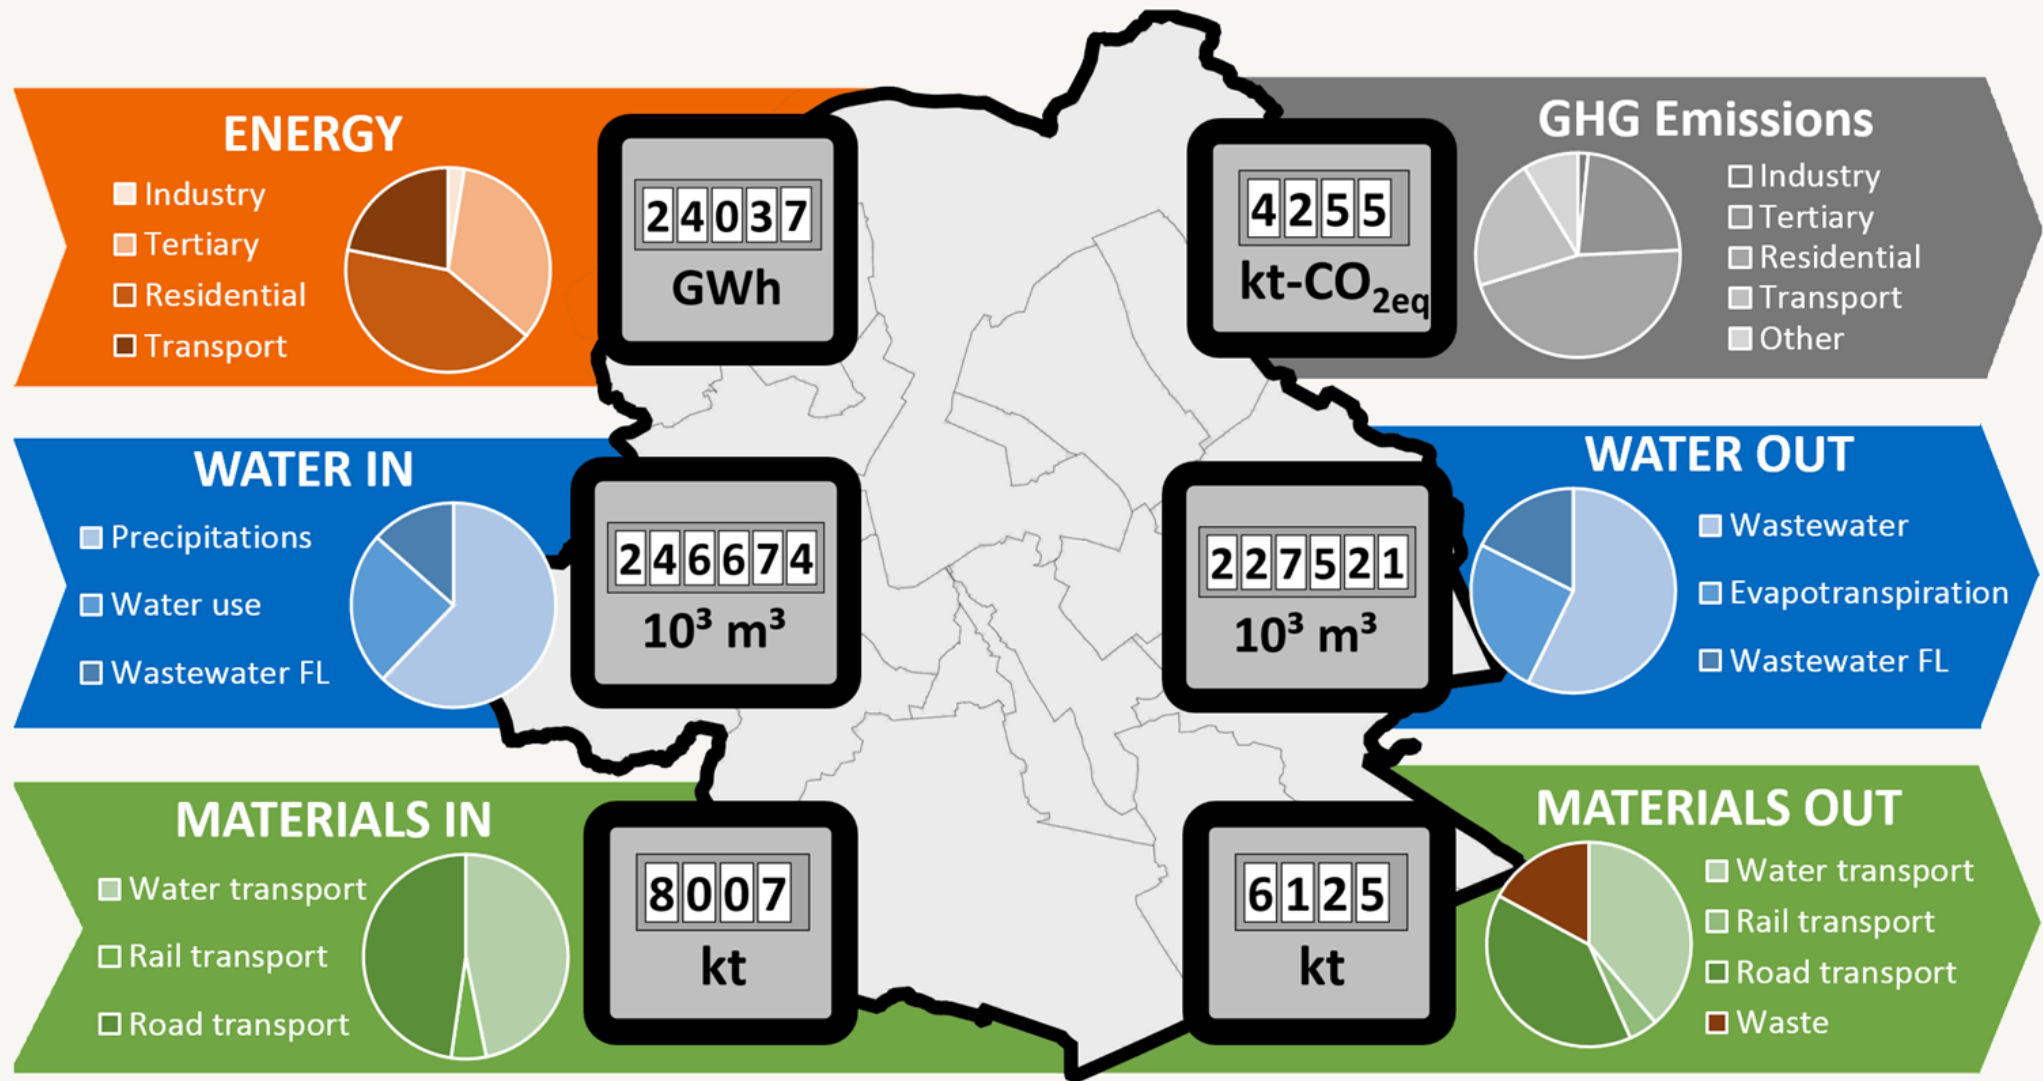 ENERGY
Industry
Tertiary
Residential
Transport
24037
GWh
GHG Emissions
4255
kt-CO₂eq
Industry
Tertiary
Residential
Transport
Other
WATER IN
Precipitations
Water use
Wastewater FL
246674
10³ m³
WATER OUT
227521
10³ m³
Wastewater
Evapotranspiration
Wastewater FL
MATERIALS IN
Water transport
Rail transport
Road transport
8007
kt
MATERIALS OUT
6125
kt
Water transport
Rail transport
Road transport
Waste